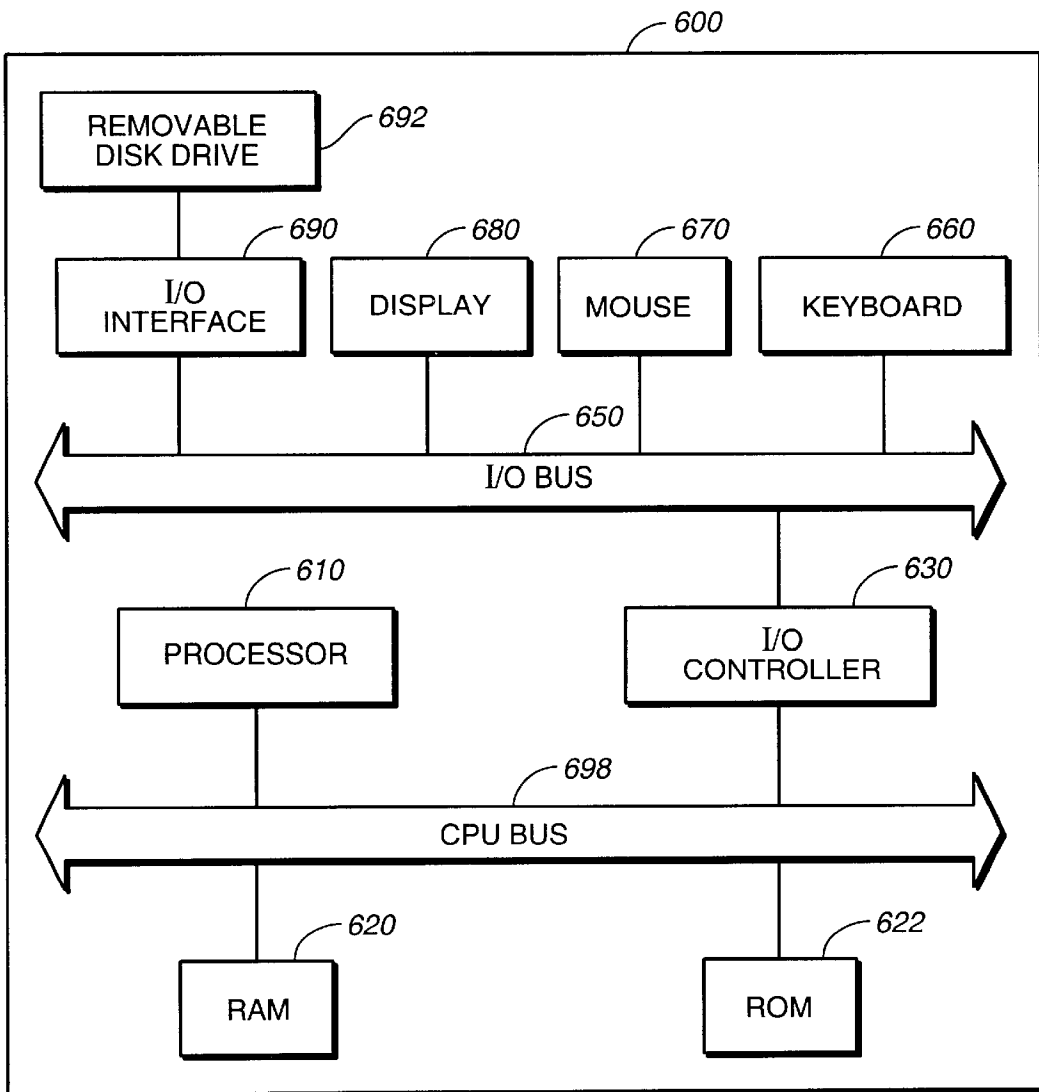 600
REMOVABLE
DISK DRIVE
692
690
680
670
660
I/O
INTERFACE
DISPLAY
MOUSE
KEYBOARD
650
I/O BUS
610
630
PROCESSOR
I/O
CONTROLLER
698
CPU BUS
620
622
RAM
ROM